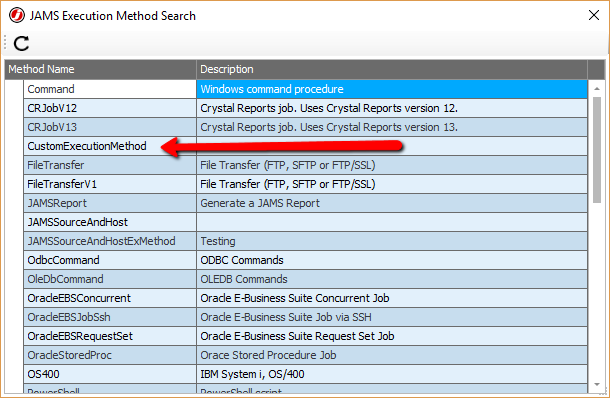 JAMS Execution Method Search
Method Name Description
Command Windows command procedure
CRJobV12 Crystal Reports job. Uses Crystal Reports version 12.
CRJobV13 Crystal Reports job. Uses Crystal Reports version 13.
CustomExecutionMethod
FileTransfer File Transfer (FTP, SFTP or FTP/SSL)
FileTransferV1 File Transfer (FTP, SFTP or FTP/SSL)
JAMSReport Generate a JAMS Report
JAMSSourceAndHost
JAMSSourceAndHostExMethod Testing
OdbcCommand ODBC Commands
OleDbCommand OLEDB Commands
OracleEBSConcurrent Oracle E-Business Suite Concurrent Job
OracleEBSJobSsh Oracle E-Business Suite Job via SSH
OracleEBSRequestSet Oracle E-Business Suite Request Set Job
OracleStoredProc Orace Stored Procedure Job
OS400 IBM System i, OS/400
PowerShell PowerShell script